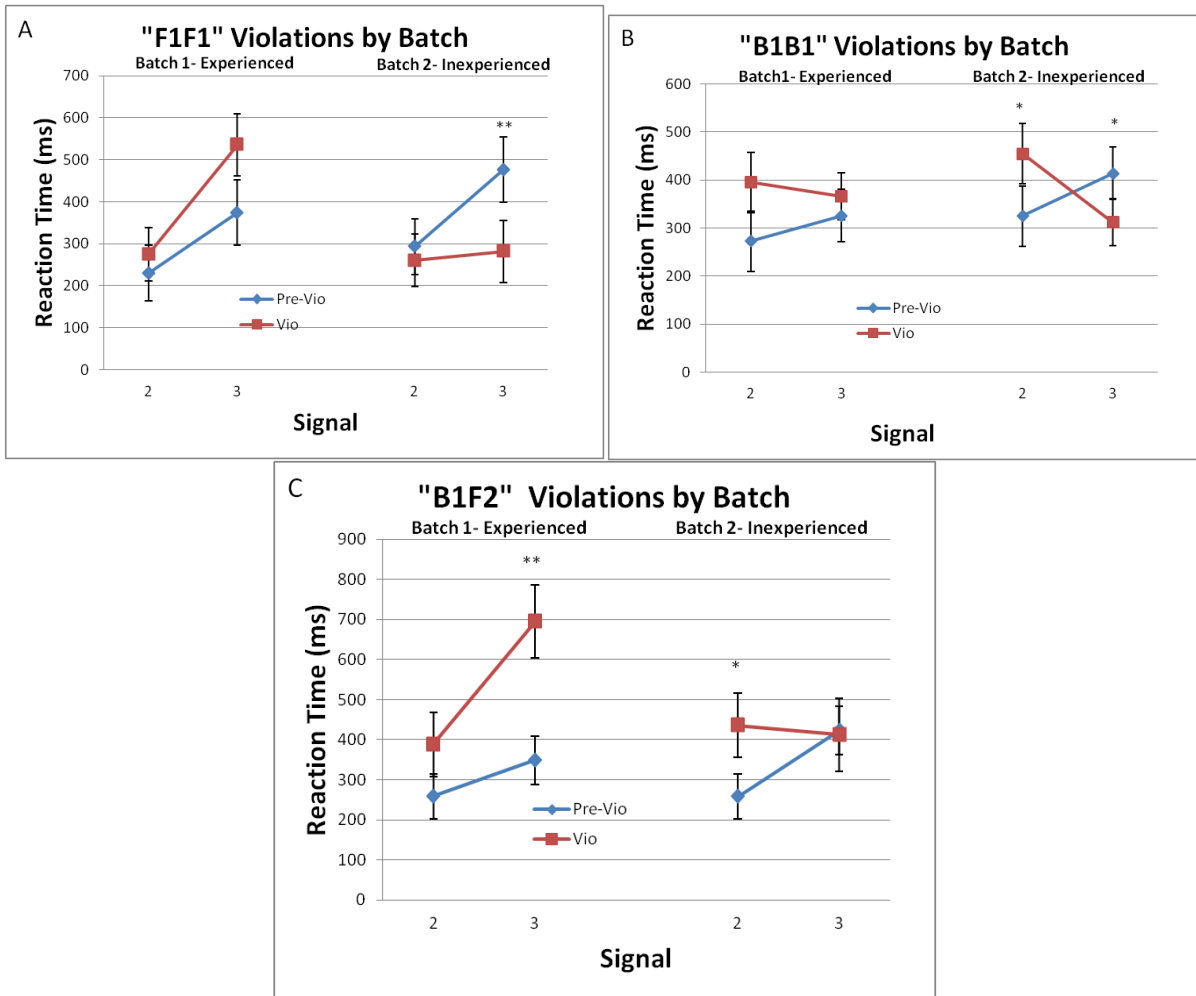 A
"F1F1" Violations by Batch
Batch 1- Experienced
Batch 2- Inexperienced
700
600
500
400
300
200
100
0
Reaction Time (ms)
**
Pre-Vio
Vio
2
3
2
3
Signal
B
"B1B1" Violations by Batch
Batch1- Experienced
Batch 2- Inexperienced
600
500
400
300
200
100
0
Reaction Time (ms)
*
*
Pre-Vio
Vio
2
3
2
3
Signal
C
"B1F2" Violations by Batch
Batch 1- Experienced
Batch 2- Inexperienced
900
800
700
600
500
400
300
200
100
0
Reaction Time (ms)
**
*
Pre-Vio
Vio
2
3
2
3
Signal